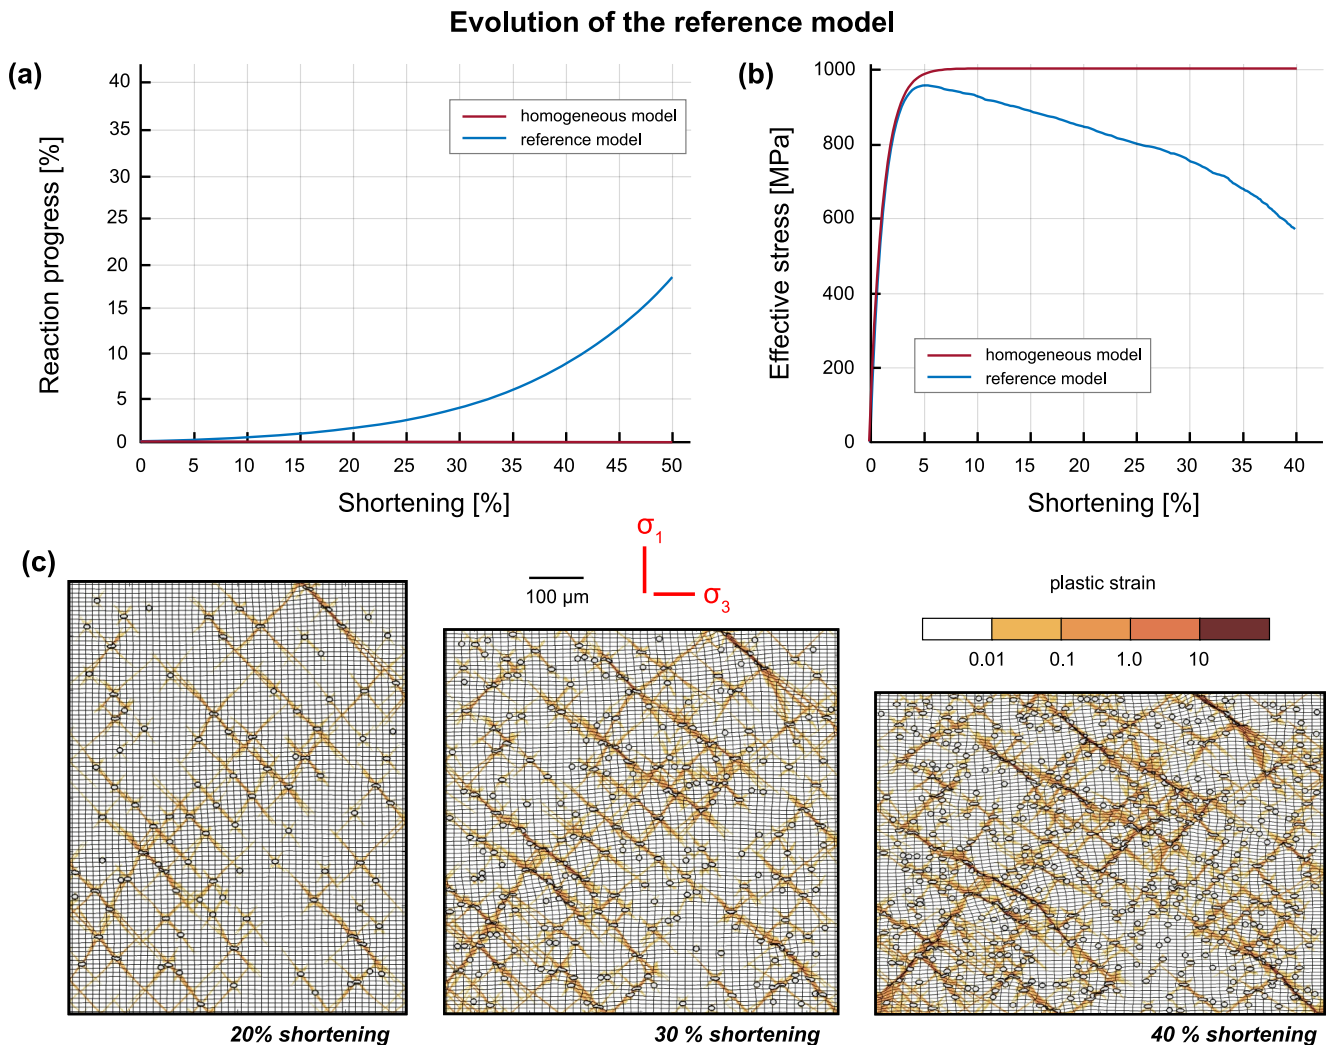 Evolution of the reference model
(a)
40
35
30
25
20
15
10
5
0
Reaction progress [%]
homogeneous model
reference model
0 5 10 15 20 25 30 35 40 45 50
Shortening [%]
(b)
1000
800
600
400
200
0
Effective stress [MPa]
homogeneous model
reference model
0 5 10 15 20 25 30 35 40
Shortening [%]
(c)
100 μm
σ1
σ3
plastic strain
0.01 0.1 1.0 10
20% shortening
30 % shortening
40 % shortening